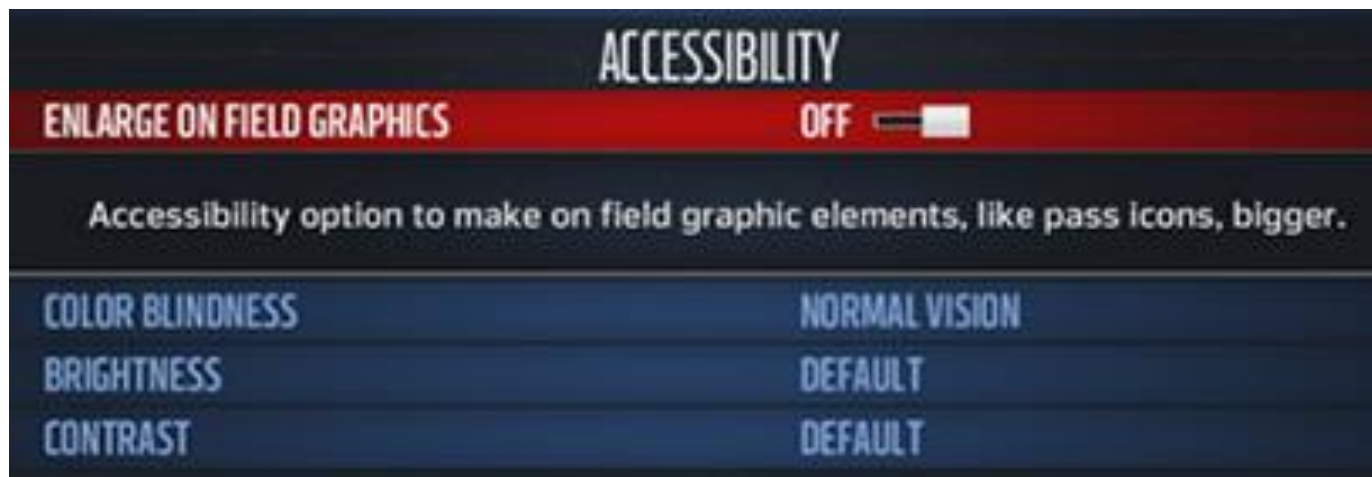 ACCESSIBILITY
ENLARGE ON FIELD GRAPHICS OFF
Accessibility option to make on field graphic elements, like pass icons, bigger.
COLOR BLINDNESS NORMAL VISION
BRIGHTNESS DEFAULT
CONTRAST DEFAULT